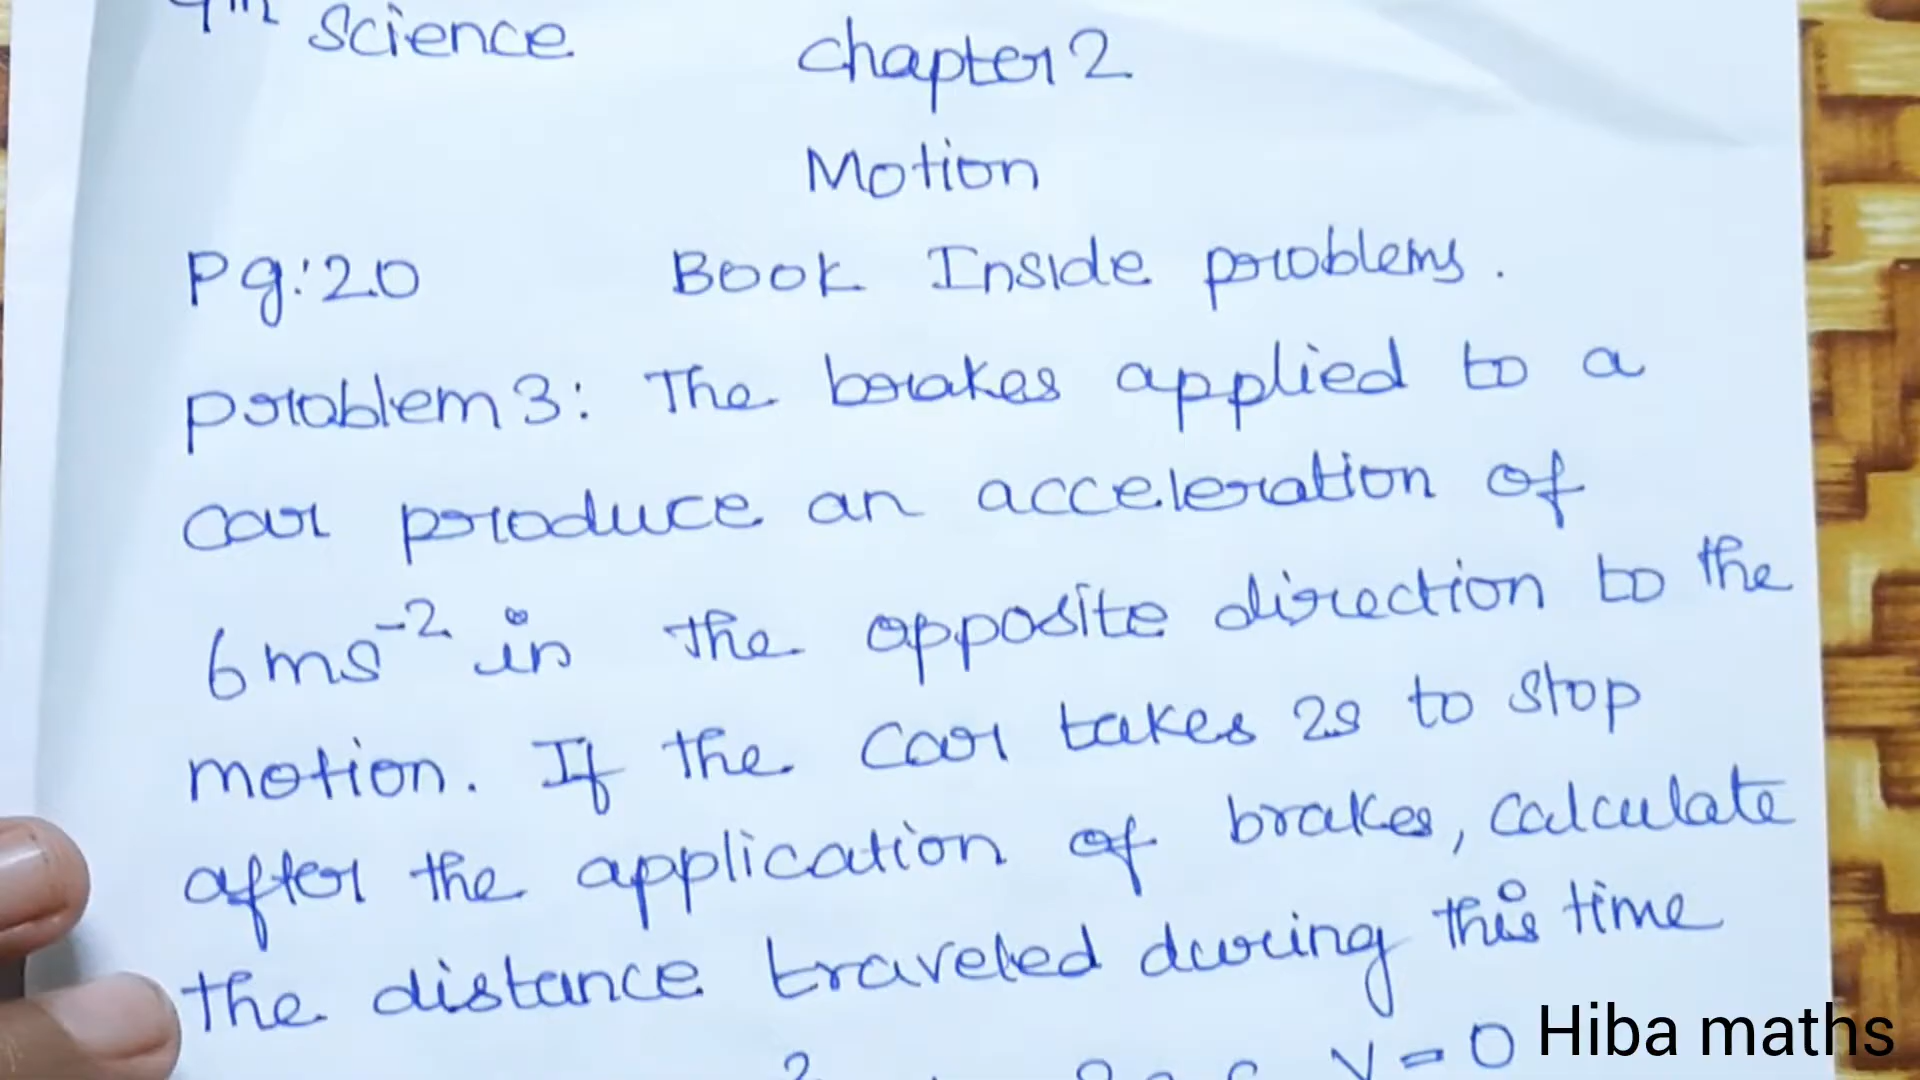 Science Chapter 2
Motion
Pg:20 Book Inside problems.
problem 3: The brakes applied to a
car produce an acceleration of
6ms⁻² in the opposite direction to the
motion. If the car takes 2s to stop
after the application of brakes, calculate
the distance traveled during this time
V = 0
Hiba maths